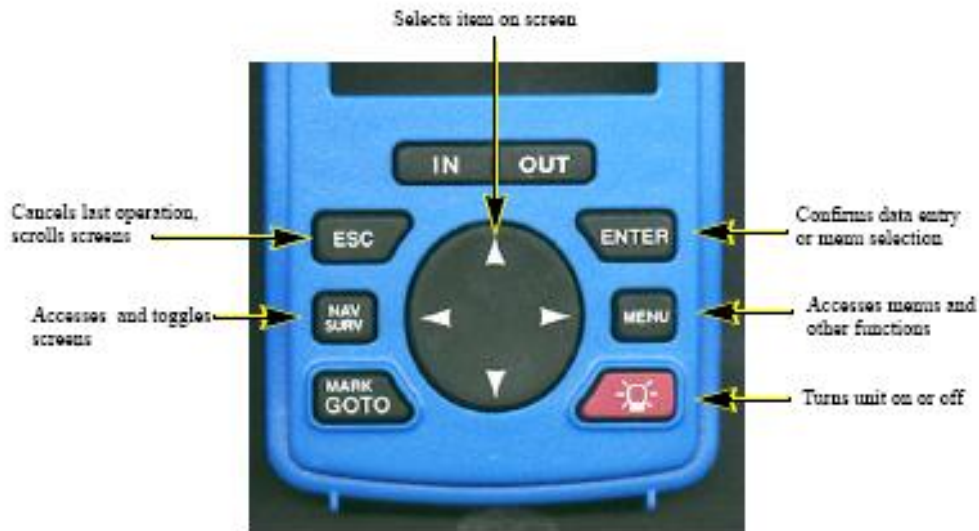 Selects item on screen
IN OUT
Cancels last operation,
scrolls screens
ESC
ENTER
Confirms data entry
or menu selection
Accesses and toggles
screens
NAV
SURV
MENU
Accesses menus and
other functions
MARK
GOTO
Turns unit on or off